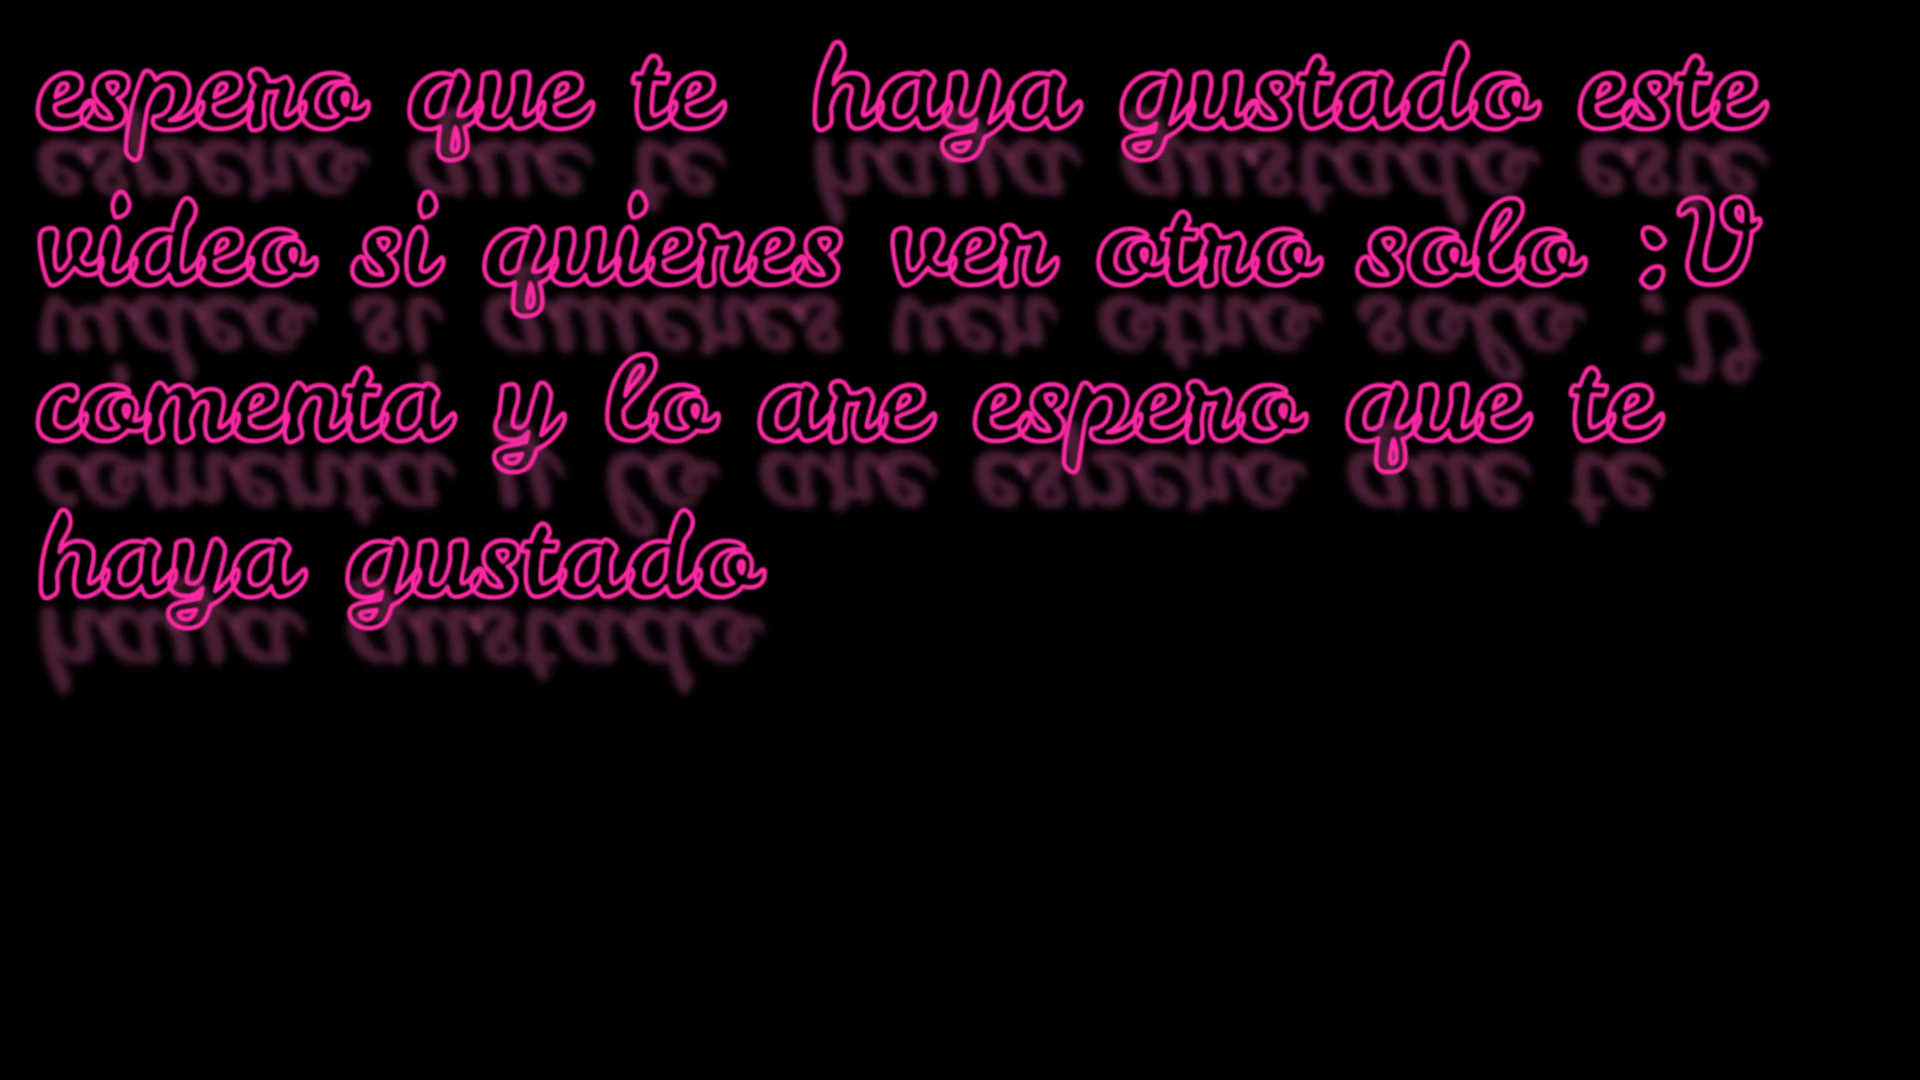 espero que te haya gustado este
video si quieres ver otro solo :V
comenta y lo are espero que te
haya gustado